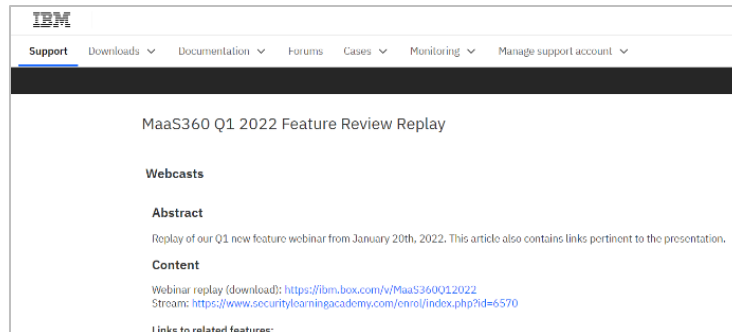 IBM
Support Downloads Documentation Forums Cases Monitoring Manage support account
MaaS360 Q1 2022 Feature Review Replay
Webcasts
Abstract
Replay of our Q1 new feature webinar from January 20th, 2022. This article also contains links pertinent to the presentation.
Content
Webinar replay (download): https://ibm.box.com/v/MaaS360Q12022
Stream: https://www.securitylearningacademy.com/enrol/index.php?id=6570
Links to related features: